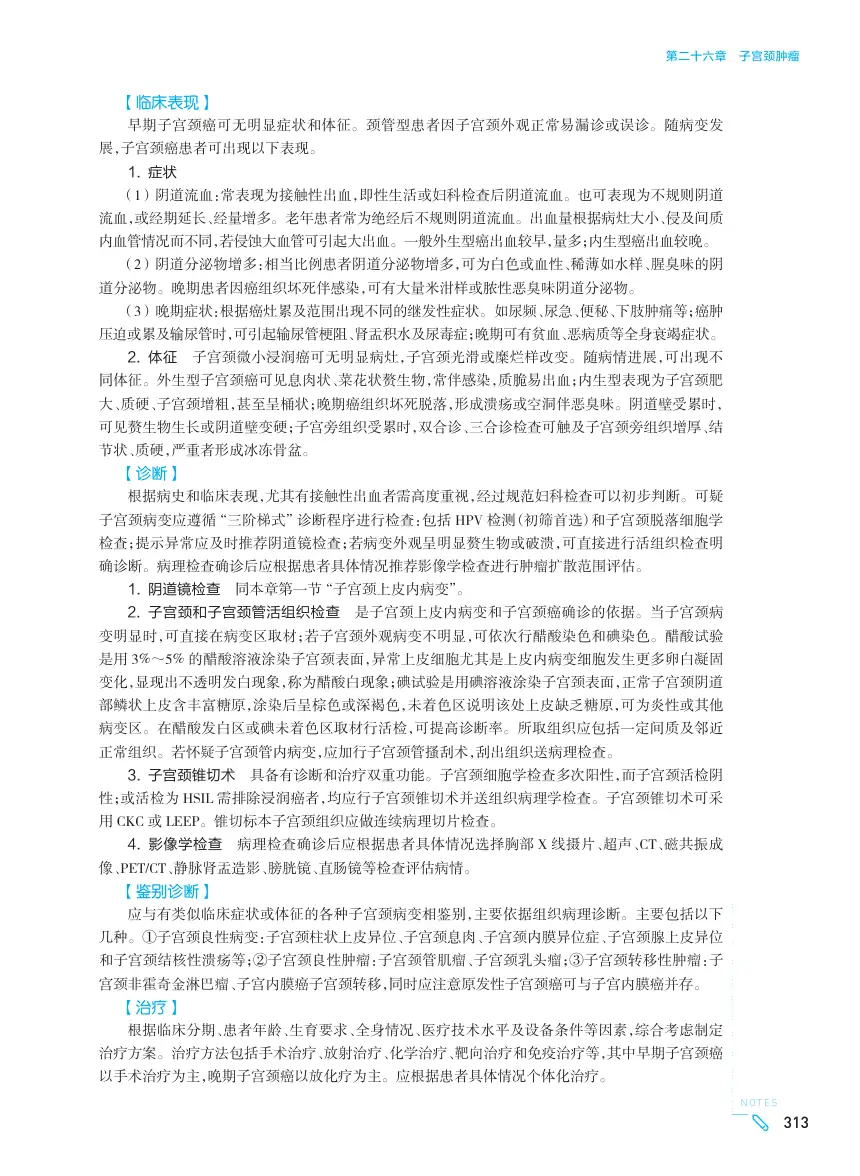 第二十六章　子宫颈肿瘤
【临床表现】
早期子宫颈癌可无明显症状和体征。颈管型患者因子宫颈外观正常易漏诊或误诊。随病变发
展,子宫颈癌患者可出现以下表现。
1. 症状
（1）阴道流血:常表现为接触性出血,即性生活或妇科检查后阴道流血。也可表现为不规则阴道
流血,或经期延长、经量增多。老年患者常为绝经后不规则阴道流血。出血量根据病灶大小、侵及间质
内血管情况而不同,若侵蚀大血管可引起大出血。一般外生型癌出血较早,量多;内生型癌出血较晚。
（2）阴道分泌物增多:相当比例患者阴道分泌物增多,可为白色或血性、稀薄如水样、腥臭味的阴
道分泌物。晚期患者因癌组织坏死伴感染,可有大量米泔样或脓性恶臭味阴道分泌物。
（3）晚期症状:根据癌灶累及范围出现不同的继发性症状。如尿频、尿急、便秘、下肢肿痛等;癌肿
压迫或累及输尿管时,可引起输尿管梗阻、肾盂积水及尿毒症;晚期可有贫血、恶病质等全身衰竭症状。
2. 体征　子宫颈微小浸润癌可无明显病灶,子宫颈光滑或糜烂样改变。随病情进展,可出现不
同体征。外生型子宫颈癌可见息肉状、菜花状赘生物,常伴感染,质脆易出血;内生型表现为子宫颈肥
大、质硬、子宫颈增粗,甚至呈桶状;晚期癌组织坏死脱落,形成溃疡或空洞伴恶臭味。阴道壁受累时,
可见赘生物生长或阴道壁变硬;子宫旁组织受累时,双合诊、三合诊检查可触及子宫颈旁组织增厚、结
节状、质硬,严重者形成冰冻骨盆。
【诊断】
根据病史和临床表现,尤其有接触性出血者需高度重视,经过规范妇科检查可以初步判断。可疑
子宫颈病变应遵循“三阶梯式”诊断程序进行检查:包括 HPV 检测（初筛首选）和子宫颈脱落细胞学
检查;提示异常应及时推荐阴道镜检查;若病变外观呈明显赘生物或破溃,可直接进行活组织检查明
确诊断。病理检查确诊后应根据患者具体情况推荐影像学检查进行肿瘤扩散范围评估。
1. 阴道镜检查　同本章第一节“子宫颈上皮内病变”。
2. 子宫颈和子宫颈管活组织检查　是子宫颈上皮内病变和子宫颈癌确诊的依据。当子宫颈病
变明显时,可直接在病变区取材;若子宫颈外观病变不明显,可依次行醋酸染色和碘染色。醋酸试验
是用 3%～5% 的醋酸溶液涂染子宫颈表面,异常上皮细胞尤其是上皮内病变细胞发生更多卵白凝固
变化,显现出不透明发白现象,称为醋酸白现象;碘试验是用碘溶液涂染子宫颈表面,正常子宫颈阴道
部鳞状上皮含丰富糖原,涂染后呈棕色或深褐色,未着色区说明该处上皮缺乏糖原,可为炎性或其他
病变区。在醋酸发白区或碘未着色区取材行活检,可提高诊断率。所取组织应包括一定间质及邻近
正常组织。若怀疑子宫颈管内病变,应加行子宫颈管搔刮术,刮出组织送病理检查。
3. 子宫颈锥切术　具备有诊断和治疗双重功能。子宫颈细胞学检查多次阳性,而子宫颈活检阴
性;或活检为 HSIL 需排除浸润癌者,均应行子宫颈锥切术并送组织病理学检查。子宫颈锥切术可采
用 CKC 或 LEEP。锥切标本子宫颈组织应做连续病理切片检查。
4. 影像学检查　病理检查确诊后应根据患者具体情况选择胸部 X 线摄片、超声、CT、磁共振成
像、PET/CT、静脉肾盂造影、膀胱镜、直肠镜等检查评估病情。
【鉴别诊断】
应与有类似临床症状或体征的各种子宫颈病变相鉴别,主要依据组织病理诊断。主要包括以下
几种。①子宫颈良性病变:子宫颈柱状上皮异位、子宫颈息肉、子宫颈内膜异位症、子宫颈腺上皮异位
和子宫颈结核性溃疡等;②子宫颈良性肿瘤:子宫颈管肌瘤、子宫颈乳头瘤;③子宫颈转移性肿瘤:子
宫颈非霍奇金淋巴瘤、子宫内膜癌子宫颈转移,同时应注意原发性子宫颈癌可与子宫内膜癌并存。
【治疗】
根据临床分期、患者年龄、生育要求、全身情况、医疗技术水平及设备条件等因素,综合考虑制定
治疗方案。治疗方法包括手术治疗、放射治疗、化学治疗、靶向治疗和免疫治疗等,其中早期子宫颈癌
以手术治疗为主,晚期子宫颈癌以放化疗为主。应根据患者具体情况个体化治疗。
NOTES
313